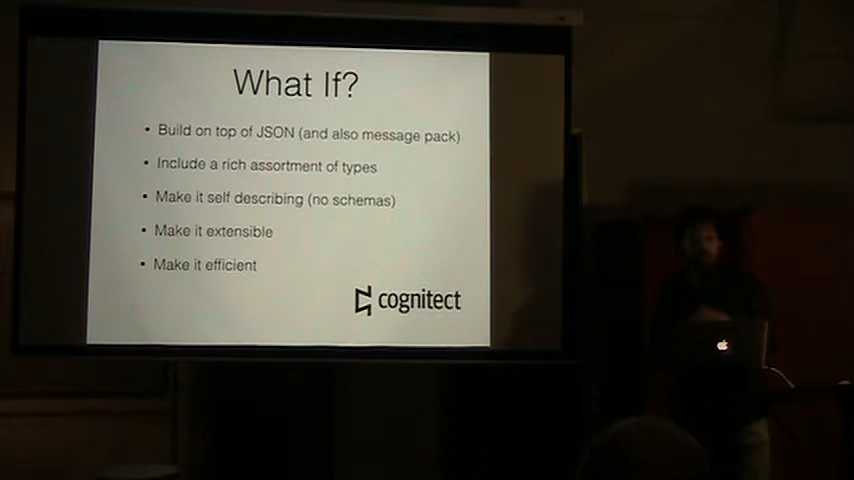 What If?
• Build on top of JSON (and also message pack)
• Include a rich assortment of types
• Make it self describing (no schemas)
• Make it extensible
• Make it efficient
cognitect